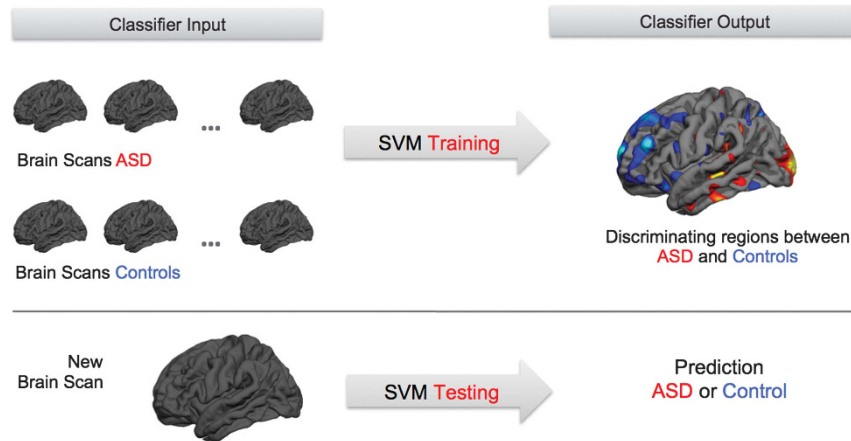 Classifier Input
Classifier Output
...
Brain Scans ASD
SVM Training
...
Brain Scans Controls
Discriminating regions between
ASD and Controls
New
Brain Scan
SVM Testing
Prediction
ASD or Control